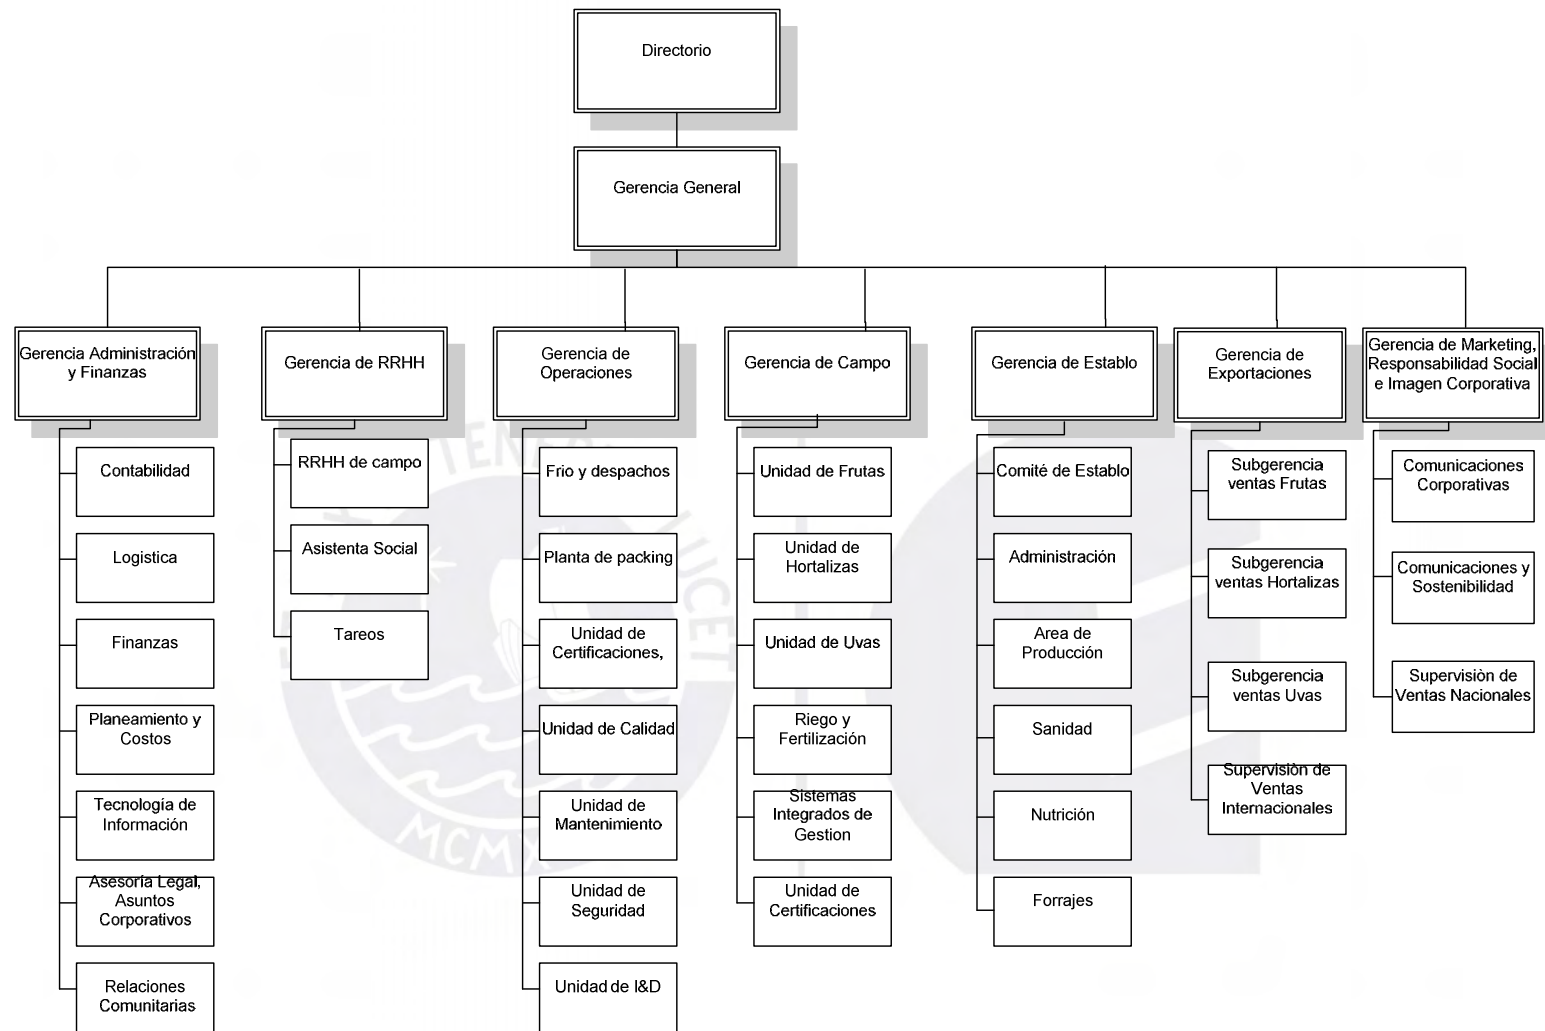 Directorio
Gerencia General
Gerencia Administración
y Finanzas
Gerencia de RRHH
Gerencia de
Operaciones
Gerencia de Campo
Gerencia de Establo
Gerencia de
Exportaciones
Gerencia de Marketing,
Responsabilidad Social
e Imagen Corporativa
Contabilidad
Logistica
Finanzas
Planeamiento y
Costos
Tecnología de
Información
Asesoría Legal,
Asuntos
Corporativos
Relaciones
Comunitarias
RRHH de campo
Asistenta Social
Tareos
Frio y despachos
Planta de packing
Unidad de
Certificaciones,
Unidad de Calidad
Unidad de
Mantenimiento
Unidad de
Seguridad
Unidad de I&D
Unidad de Frutas
Unidad de
Hortalizas
Unidad de Uvas
Riego y
Fertilización
Sistemas
Integrados de
Gestion
Unidad de
Certificaciones
Comité de Establo
Administración
Area de
Producción
Sanidad
Nutrición
Forrajes
Subgerencia
ventas Frutas
Subgerencia
ventas Hortalizas
Subgerencia
ventas Uvas
Supervisiòn de
Ventas
Internacionales
Comunicaciones
Corporativas
Comunicaciones y
Sostenibilidad
Supervisiòn de
Ventas Nacionales